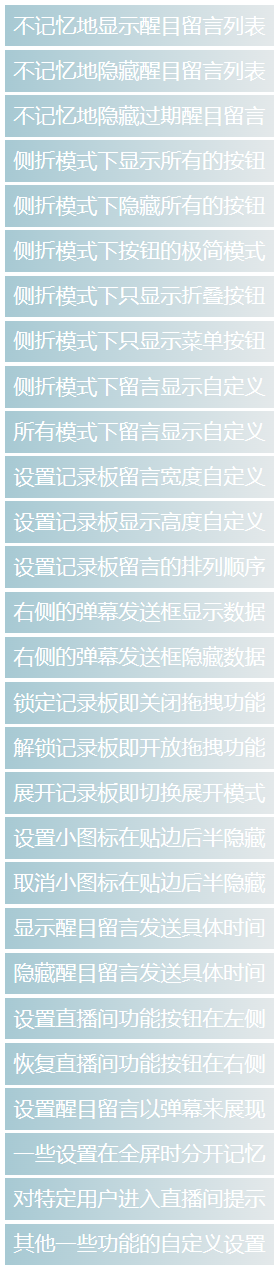 不记忆地显示醒目留言列表
不记忆地隐藏醒目留言列表
不记忆地隐藏过期醒目留言
侧折模式下显示所有的按钮
侧折模式下隐藏所有的按钮
侧折模式下按钮的极简模式
侧折模式下只显示折叠按钮
侧折模式下只显示菜单按钮
侧折模式下留言显示自定义
所有模式下留言显示自定义
设置记录板留言宽度自定义
设置记录板显示高度自定义
设置记录板留言的排列顺序
右侧的弹幕发送框显示数据
右侧的弹幕发送框隐藏数据
锁定记录板即关闭拖拽功能
解锁记录板即开放拖拽功能
展开记录板即切换展开模式
设置小图标在贴边后半隐藏
取消小图标在贴边后半隐藏
显示醒目留言发送具体时间
隐藏醒目留言发送具体时间
设置直播间功能按钮在左侧
恢复直播间功能按钮在右侧
设置醒目留言以弹幕来展现
一些设置在全屏时分开记忆
对特定用户进入直播间提示
其他一些功能的自定义设置